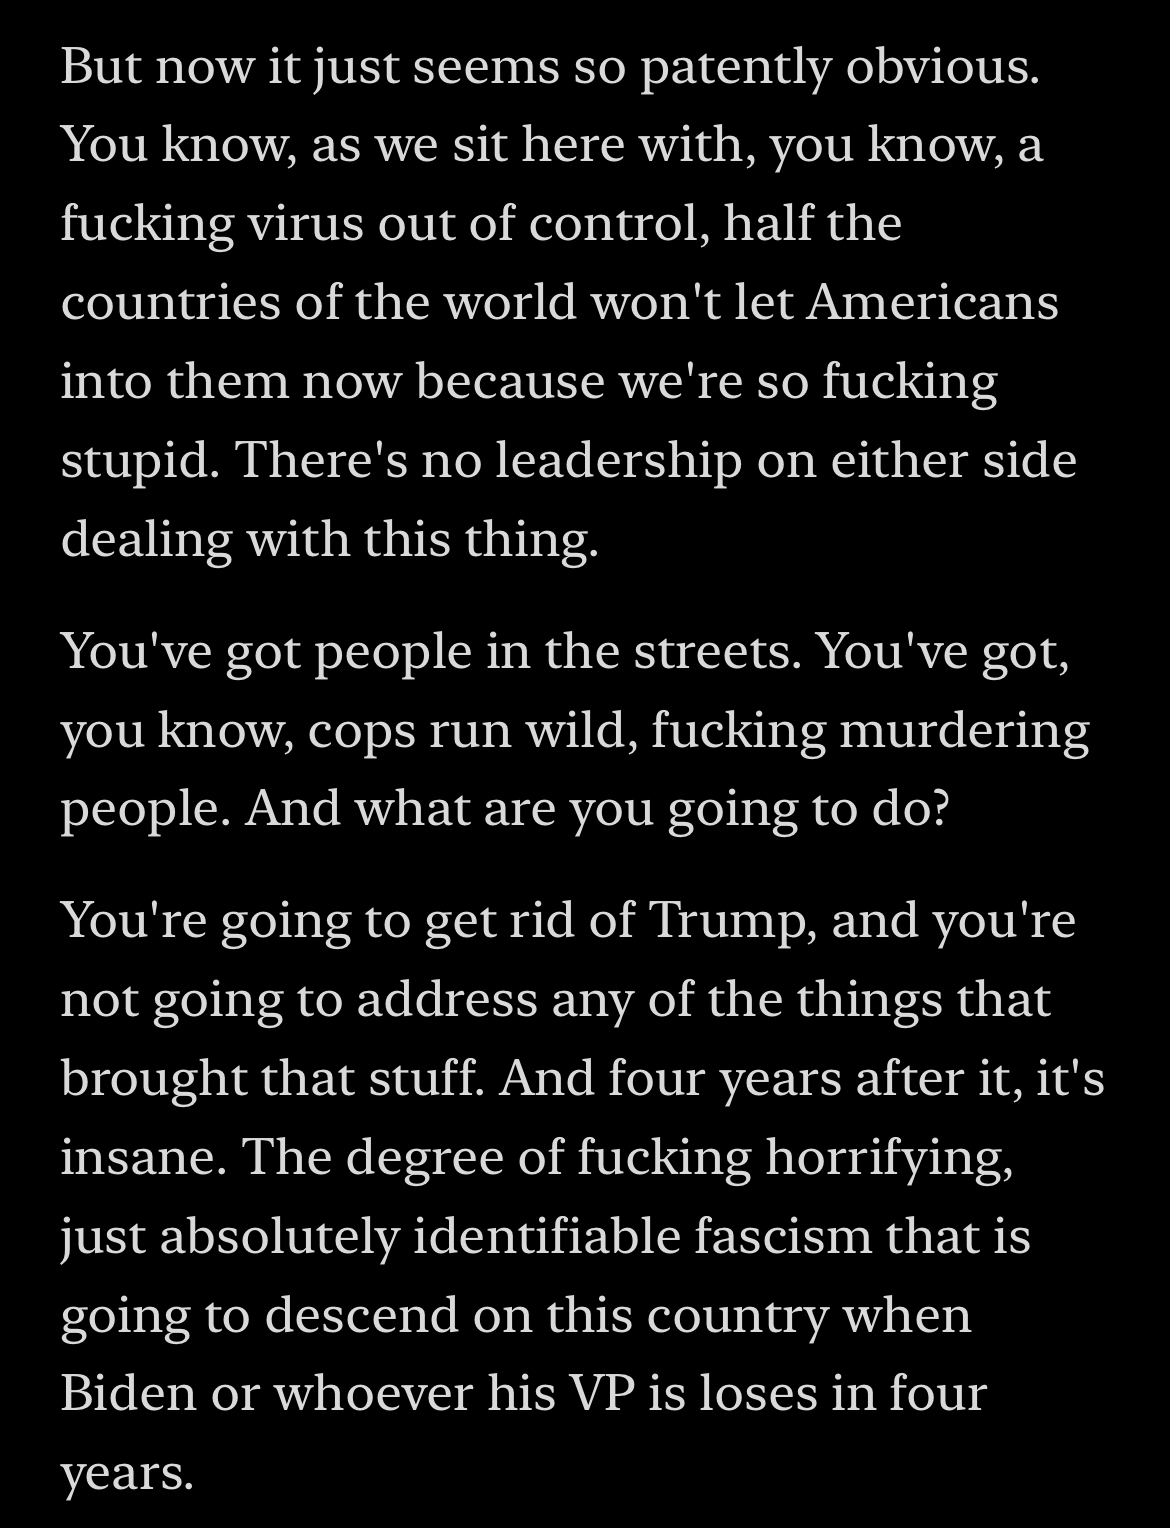 But now it just seems so patently obvious.
You know, as we sit here with, you know, a
fucking virus out of control, half the
countries of the world won't let Americans
into them now because we're so fucking
stupid. There's no leadership on either side
dealing with this thing.
You've got people in the streets. You've got,
you know, cops run wild, fucking murdering
people. And what are you going to do?
You're going to get rid of Trump, and you're
not going to address any of the things that
brought that stuff. And four years after it, it's
insane. The degree of fucking horrifying,
just absolutely identifiable fascism that is
going to descend on this country when
Biden or whoever his VP is loses in four
years.